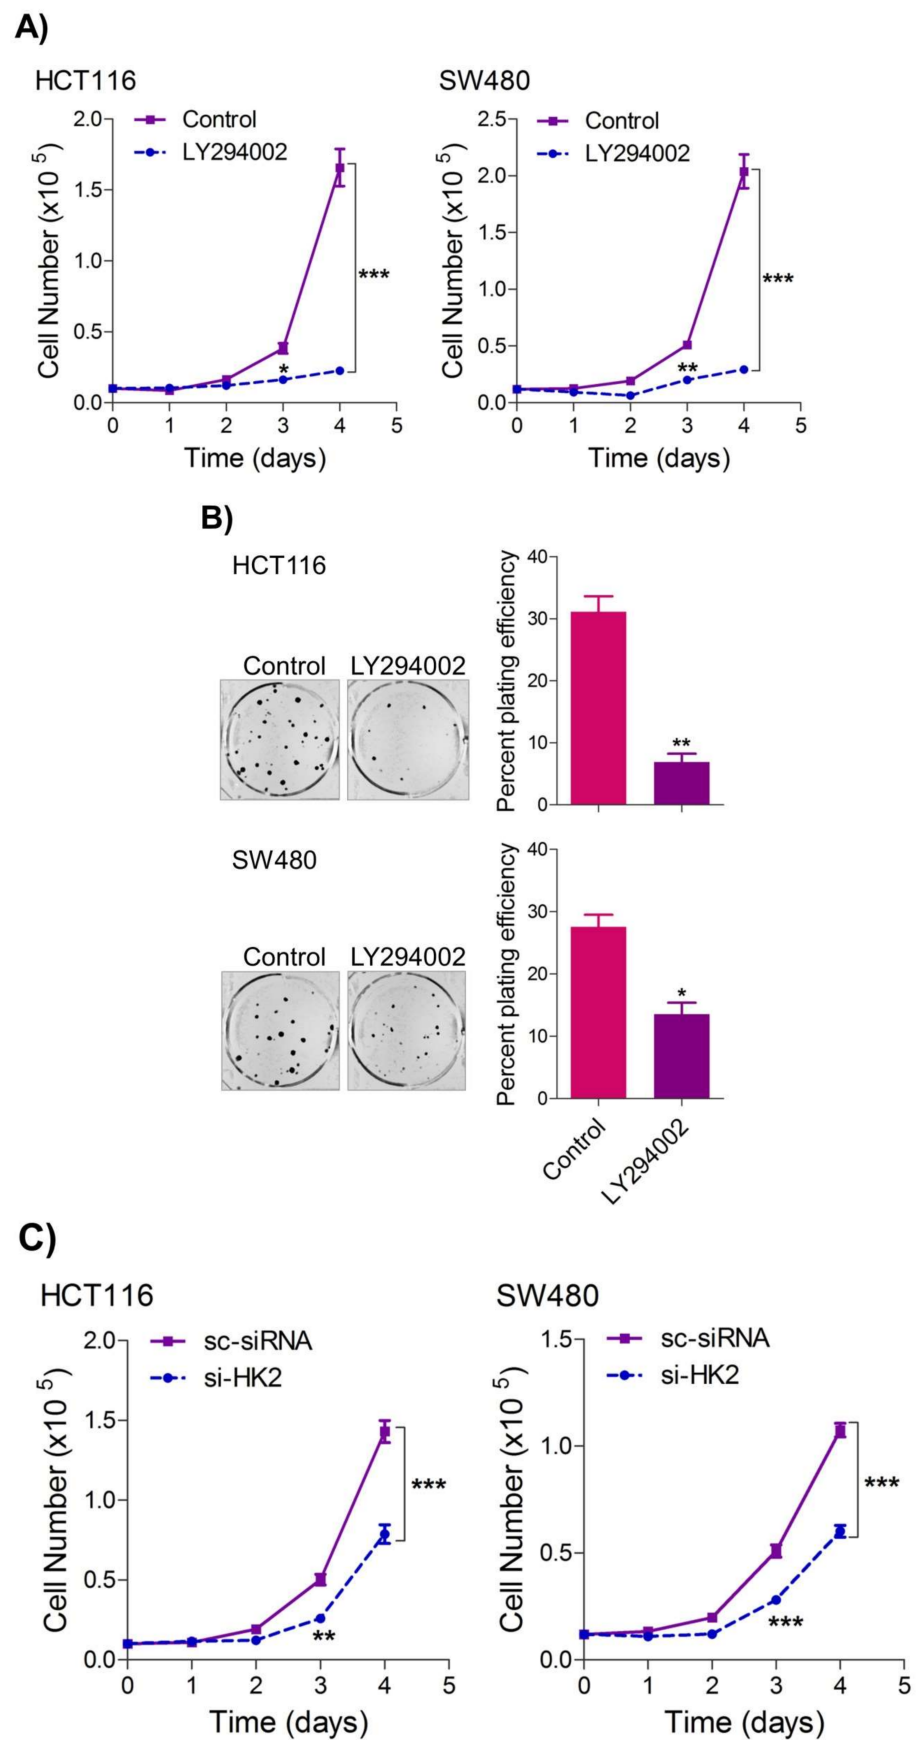 A)
HCT116
Control
LY294002
Cell Number (x10 5)
2.0
1.5
1.0
0.5
0.0
0 1 2 3 4 5
Time (days)
*
***
SW480
Control
LY294002
Cell Number (x10 5)
2.5
2.0
1.5
1.0
0.5
0.0
0 1 2 3 4 5
Time (days)
**
***
B)
HCT116
Control LY294002
Percent plating efficiency
40
30
20
10
0
**
SW480
Control LY294002
Percent plating efficiency
40
30
20
10
0
*
Control
LY294002
C)
HCT116
sc-siRNA
si-HK2
Cell Number (x10 5)
2.0
1.5
1.0
0.5
0.0
0 1 2 3 4 5
Time (days)
**
***
SW480
sc-siRNA
si-HK2
Cell Number (x10 5)
1.5
1.0
0.5
0.0
0 1 2 3 4 5
Time (days)
***
***